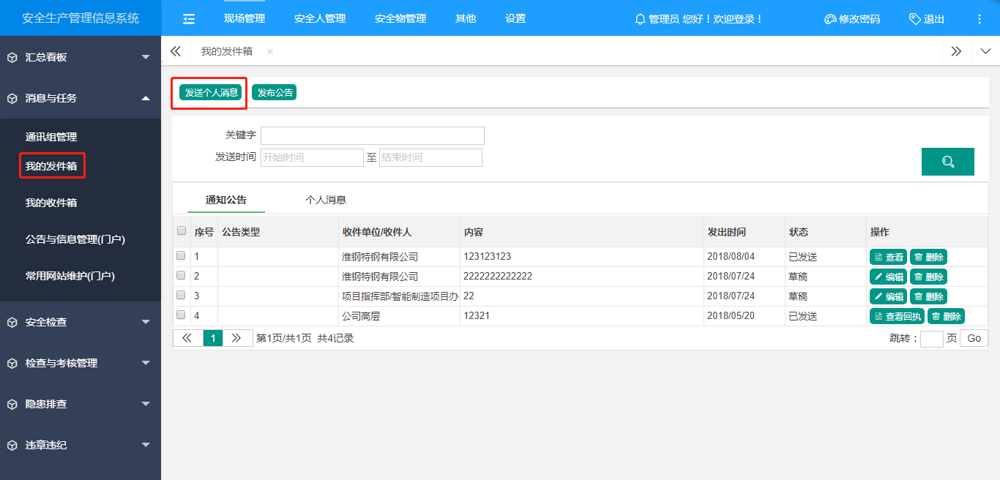 安全生产管理信息系统
现场管理 安全人管理 安全物管理 其他 设置 管理员 您好！欢迎登录！ 修改密码 退出
汇总看板
消息与任务
通讯组管理
我的发件箱
我的收件箱
公告与信息管理(门户)
常用网站维护(门户)
安全检查
检查与考核管理
隐患排查
违章违纪
我的发件箱 ×
发送个人消息 发布公告
关键字
发送时间 开始时间 至 结束时间
通知公告 个人消息
序号 公告类型 收件单位/收件人 内容 发出时间 状态 操作
1 淮钢特钢有限公司 123123123 2018/08/04 已发送 查看 删除
2 淮钢特钢有限公司 2222222222222 2018/07/24 草稿 编辑 删除
3 项目指挥部/智能制造项目办 22 2018/07/24 草稿 编辑 删除
4 公司高层 12321 2018/05/20 已发送 查看回执 删除
1 第1页/共1页 共4记录 跳转： 页 Go